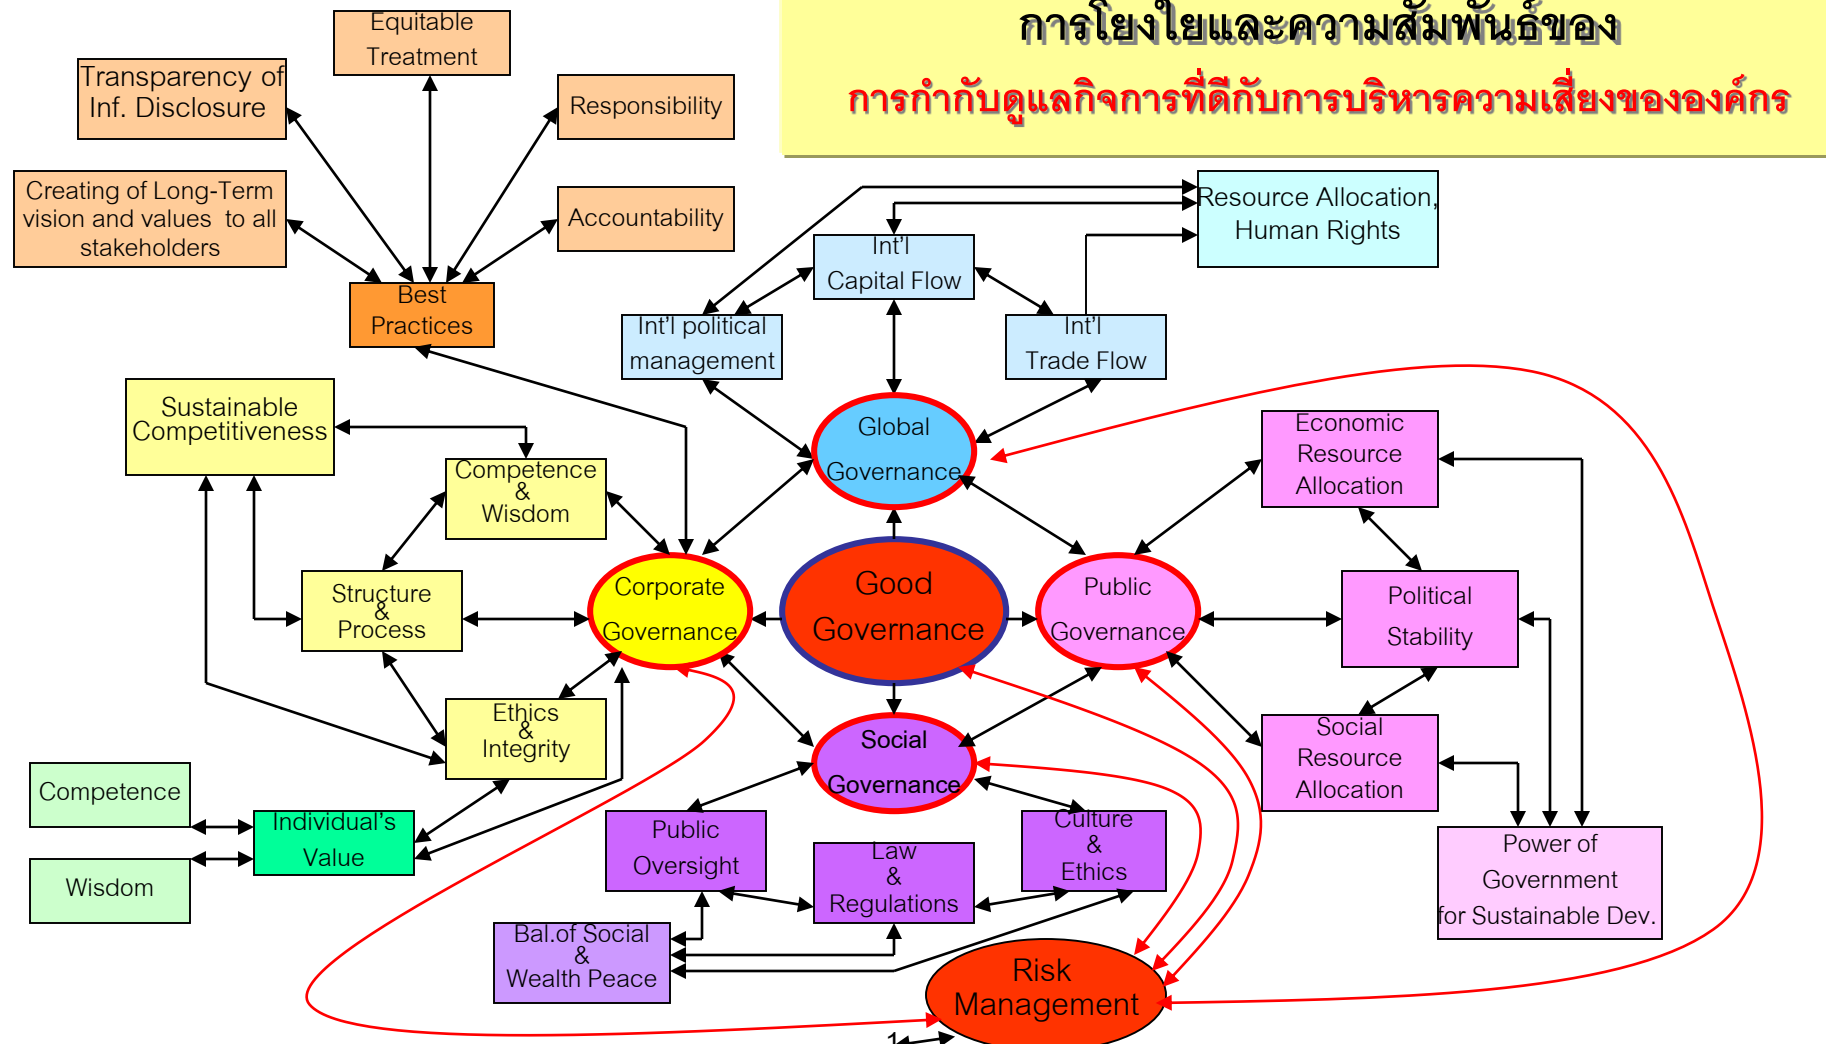 การโยงใยและความสัมพันธ์ของ
การกำกับดูแลกิจการที่ดีกับการบริหารความเสี่ยงขององค์กร
Equitable
Treatment
Transparency of
Inf. Disclosure
Responsibility
Creating of Long-Term
vision and values  to all
stakeholders
Accountability
Best
Practices
Resource Allocation,
Human Rights
Int'l
Capital Flow
Int'l political
management
Int'l
Trade Flow
Sustainable
Competitiveness
Global
Governance
Economic
Resource
Allocation
Competence
&
Wisdom
Structure
&
Process
Corporate
Governance
Good
Governance
Public
Governance
Political
Stability
Ethics
&
Integrity
Social
Governance
Social
Resource
Allocation
Competence
Individual's
Value
Wisdom
Public
Oversight
Law
&
Regulations
Culture
&
Ethics
Power of
Government
for Sustainable Dev.
Bal.of Social
&
Wealth Peace
Risk
Management
1